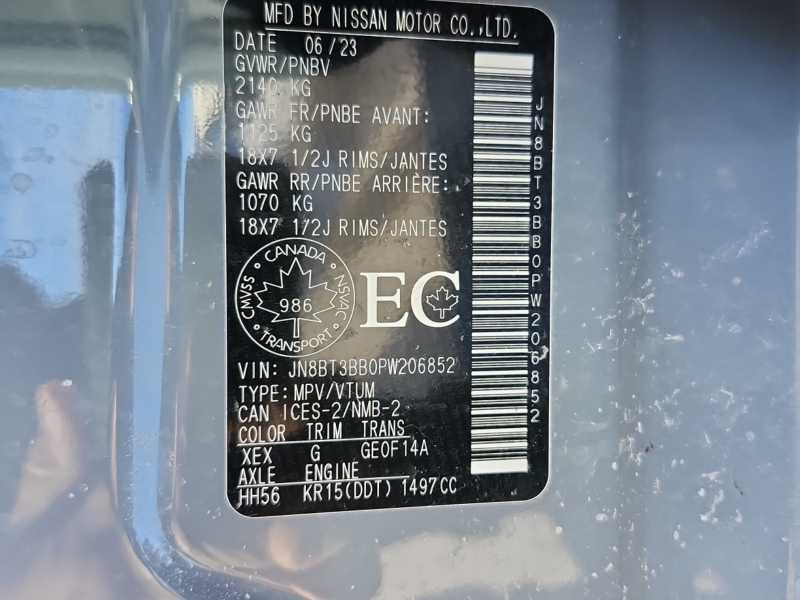 MFD BY NISSAN MOTOR CO.,LTD.
DATE 06/23
GVWR/PNBV
2140 KG
GAWR FR/PNBE AVANT:
1125 KG
18X7 1/2J RIMS/JANTES
GAWR RR/PNBE ARRIÈRE:
1070 KG
18X7 1/2J RIMS/JANTES
CANADA
CMVSS
NSVAC
986
TRANSPORT
EC
VIN: JN8BT3BB0PW206852
TYPE: MPV/VTUM
CAN ICES-2/NMB-2
COLOR TRIM TRANS
XEX G GE0F14A
AXLE ENGINE
HH56 KR15(DDT) 1497CC
JN8BT3BB0PW206852